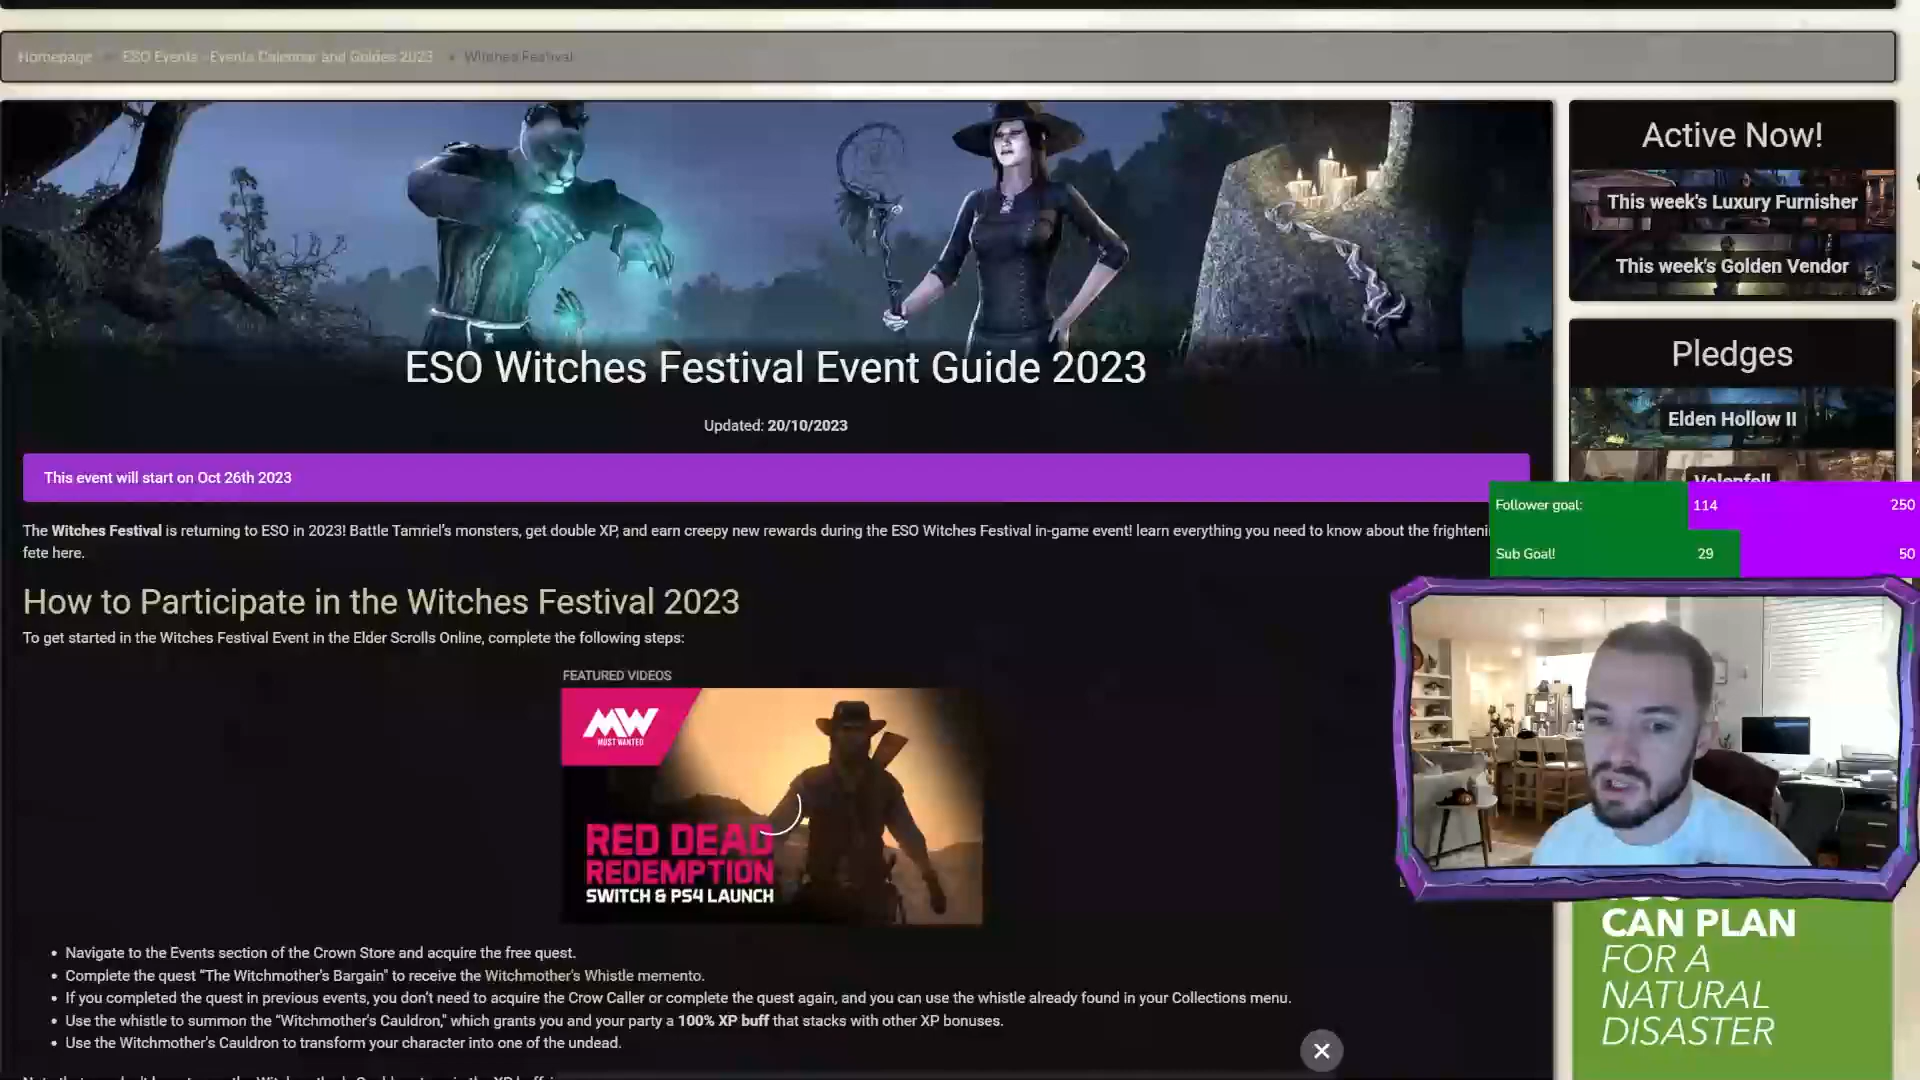 Homepage
ESO Events - Events Calendar and Guides 2023
Witches Festival
ESO Witches Festival Event Guide 2023
Updated: 20/10/2023
This event will start on Oct 26th 2023
The Witches Festival is returning to ESO in 2023! Battle Tamriel's monsters, get double XP, and earn creepy new rewards during the ESO Witches Festival in-game event! learn everything you need to know about the
fete here.
How to Participate in the Witches Festival 2023
To get started in the Witches Festival Event in the Elder Scrolls Online, complete the following steps:
FEATURED VIDEOS
MW
MOST WANTED
RED DEAD
REDEMPTION
SWITCH & PS4 LAUNCH
• Navigate to the Events section of the Crown Store and acquire the free quest.
• Complete the quest “The Witchmother's Bargain" to receive the Witchmother's Whistle memento.
• If you completed the quest in previous events, you don't need to acquire the Crow Caller or complete the quest again, and you can use the whistle already found in your Collections menu.
• Use the whistle to summon the “Witchmother's Cauldron," which grants you and your party a 100% XP buff that stacks with other XP bonuses.
• Use the Witchmother's Cauldron to transform your character into one of the undead.
Active Now!
This week's Luxury Furnisher
This week's Golden Vendor
Pledges
Elden Hollow II
Follower goal: 114 250
Sub Goal! 29 50
CAN PLAN
FOR A
NATURAL
DISASTER